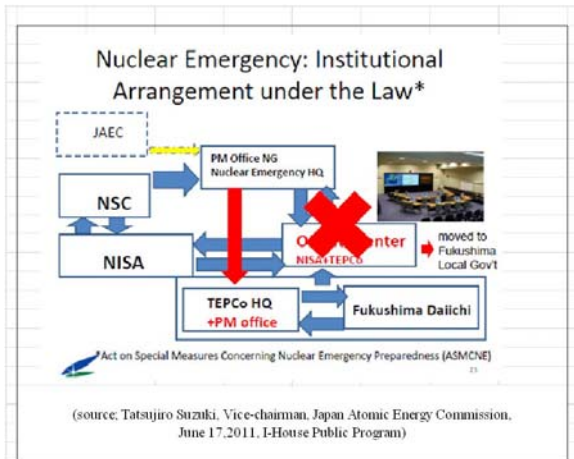 Nuclear Emergency: Institutional
Arrangement under the Law*
JAEC
PM Office NG
Nuclear Emergency HQ
NSC
NISA
NISA+TEPCo
moved to
Fukushima
Local Gov't
TEPCo HQ
+PM office
Fukushima Daiichi
*Act on Special Measures Concerning Nuclear Emergency Preparedness (ASMCNE)
(source; Tatsujiro Suzuki, Vice-chairman, Japan Atomic Energy Commission,
June 17,2011, I-House Public Program)